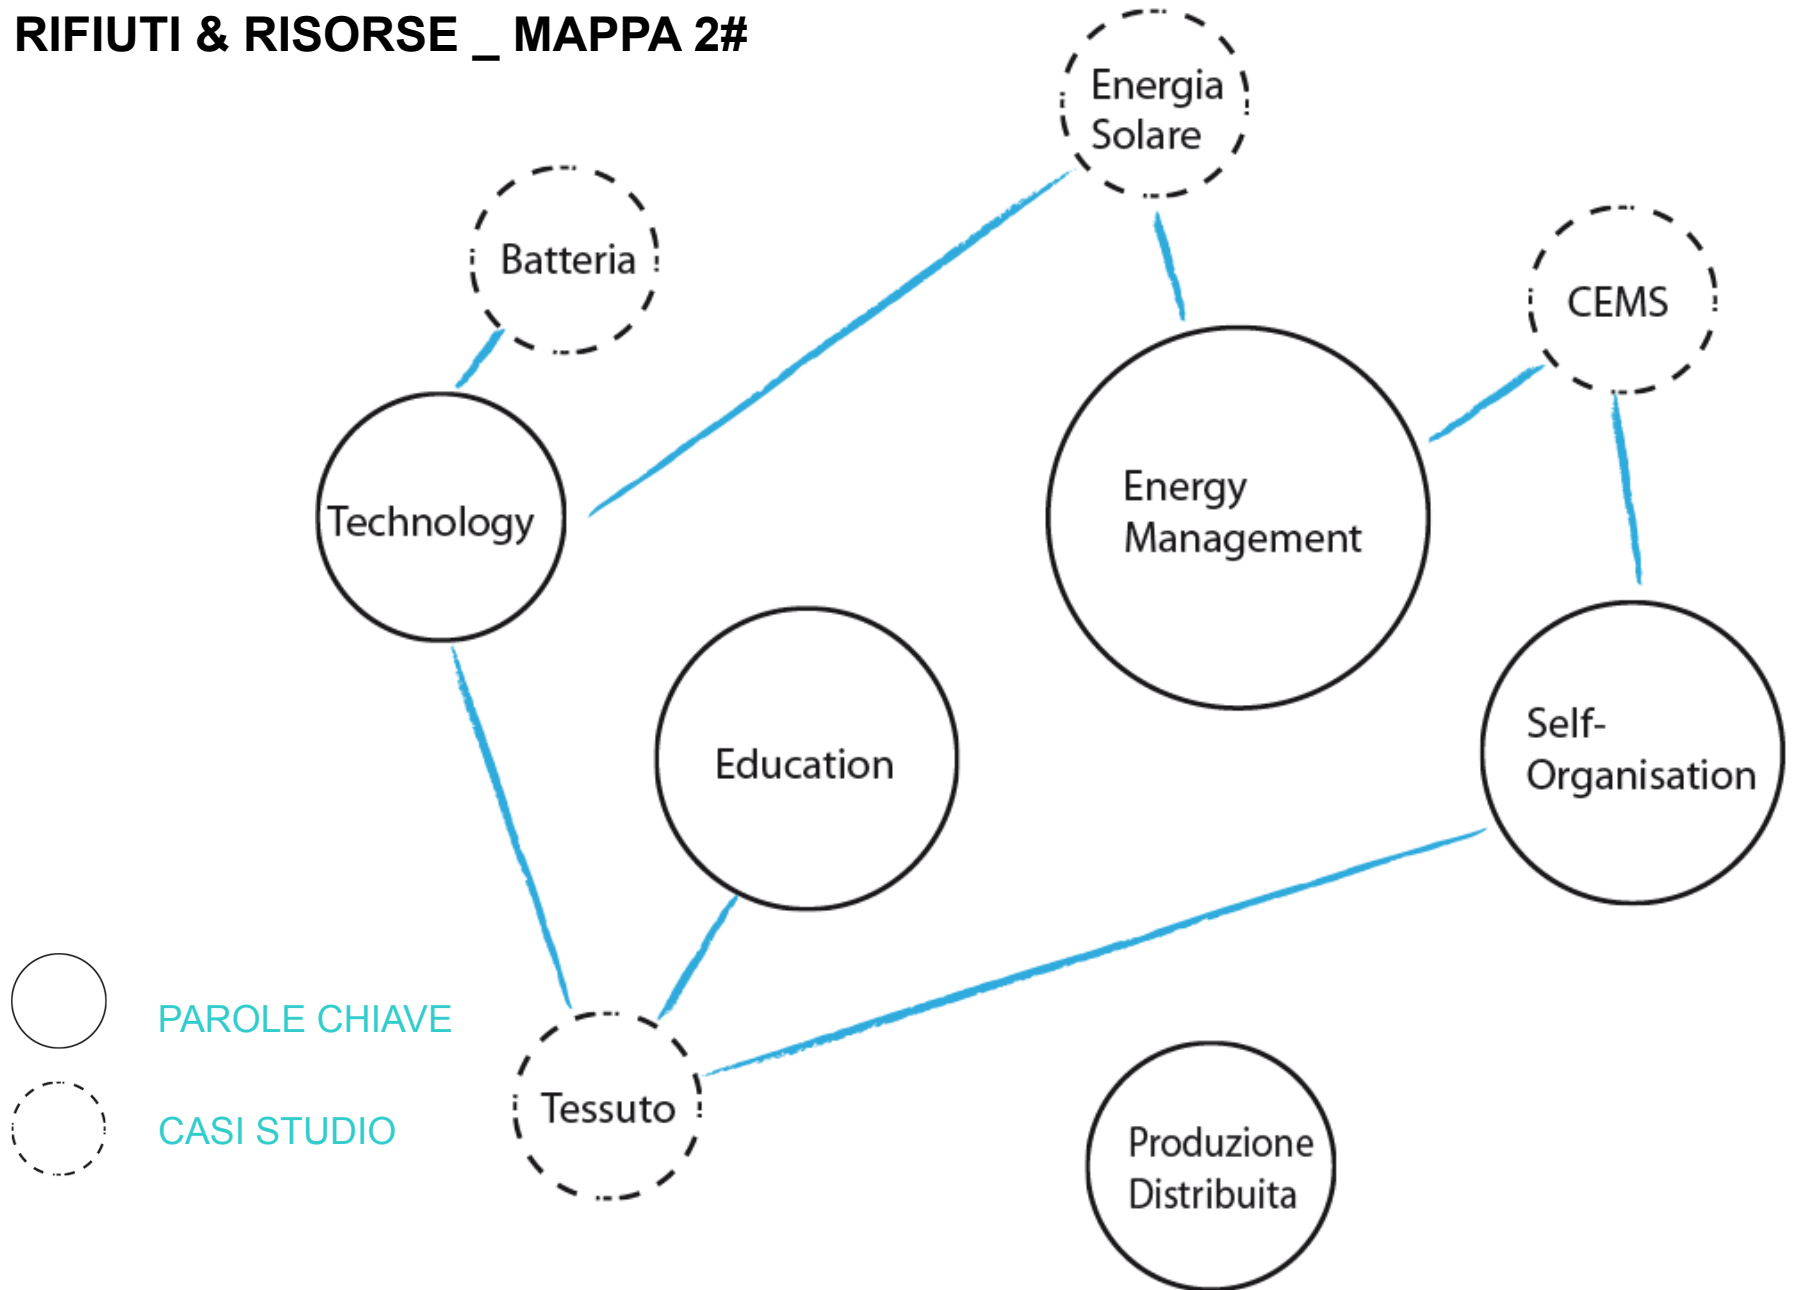 RIFIUTI & RISORSE _ MAPPA 2#
Energia
Solare
Batteria
CEMS
Technology
Energy
Management
Education
Self-
Organisation
PAROLE CHIAVE
CASI STUDIO
Tessuto
Produzione
Distribuita